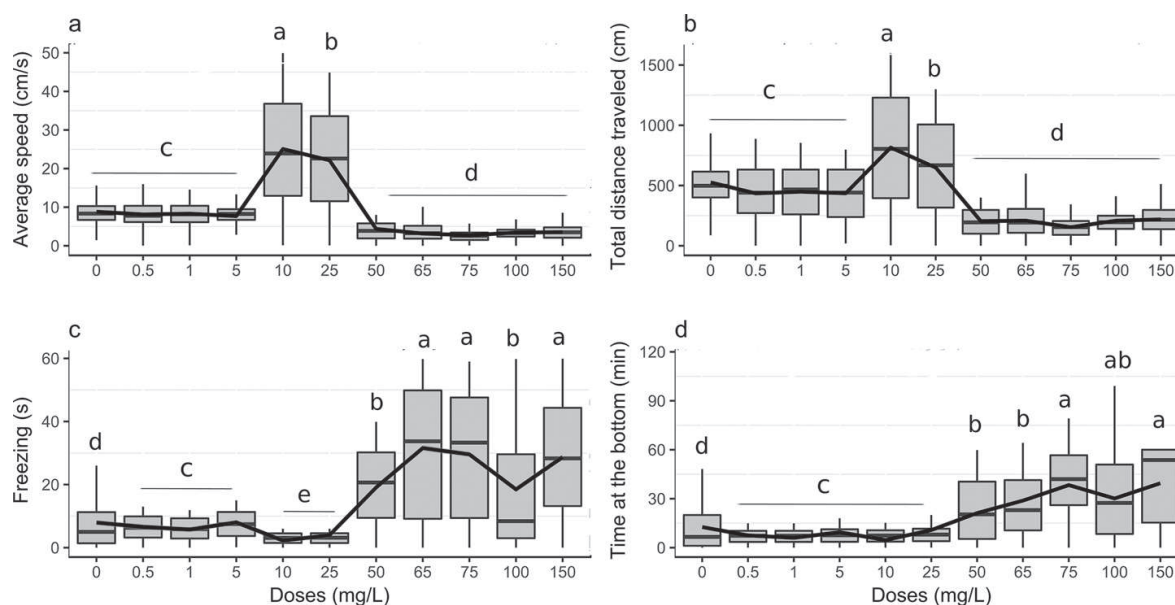 a
Average speed (cm/s)
50
40
30
20
10
0
c
a
b
d
0 0.5 1 5 10 25 50 65 75 100 150
b
Total distance traveled (cm)
1500
1000
500
0
c
a
b
d
0 0.5 1 5 10 25 50 65 75 100 150
c
Freezing (s)
60
40
20
0
d
c
e
b
a
a
b
a
0 0.5 1 5 10 25 50 65 75 100 150
Doses (mg/L)
d
Time at the bottom (min)
120
90
60
30
0
d
c
b
b
a
ab
a
0 0.5 1 5 10 25 50 65 75 100 150
Doses (mg/L)